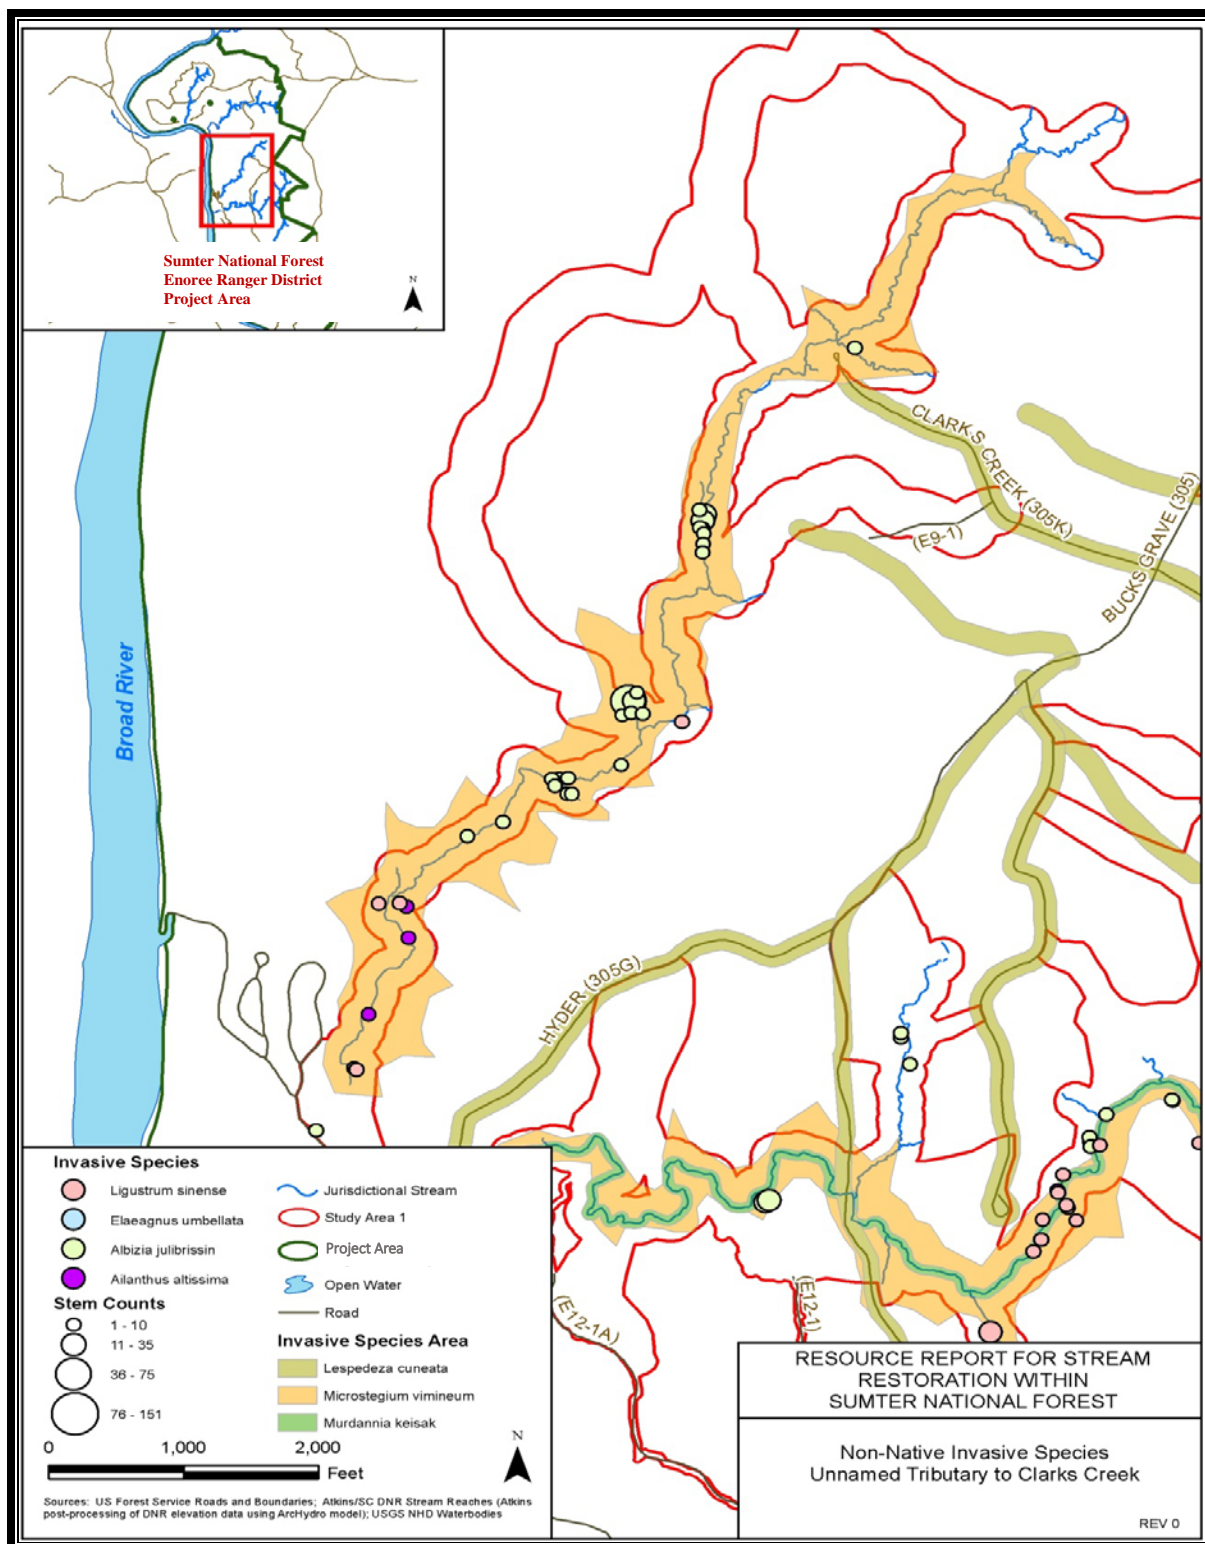 Sumter National Forest
Enoree Ranger District
Project Area
N
CLARKS CREEK (305K)
(E9-1)
BUCKS GRAVE (305)
Broad River
HYDER (305G)
(E12-1A)
(E12-1)
Invasive Species
Ligustrum sinense
Elaeagnus umbellata
Albizia julibrissin
Ailanthus altissima
Stem Counts
1 - 10
11 - 35
36 - 75
76 - 151
Jurisdictional Stream
Study Area 1
Project Area
Open Water
Road
Invasive Species Area
Lespedeza cuneata
Microstegium vimineum
Murdannia keisak
0 1,000 2,000
Feet
N
Sources: US Forest Service Roads and Boundaries; Atkins/SC DNR Stream Reaches (Atkins
post-processing of DNR elevation data using ArcHydro model); USGS NHD Waterbodies
RESOURCE REPORT FOR STREAM
RESTORATION WITHIN
SUMTER NATIONAL FOREST
Non-Native Invasive Species
Unnamed Tributary to Clarks Creek
REV 0